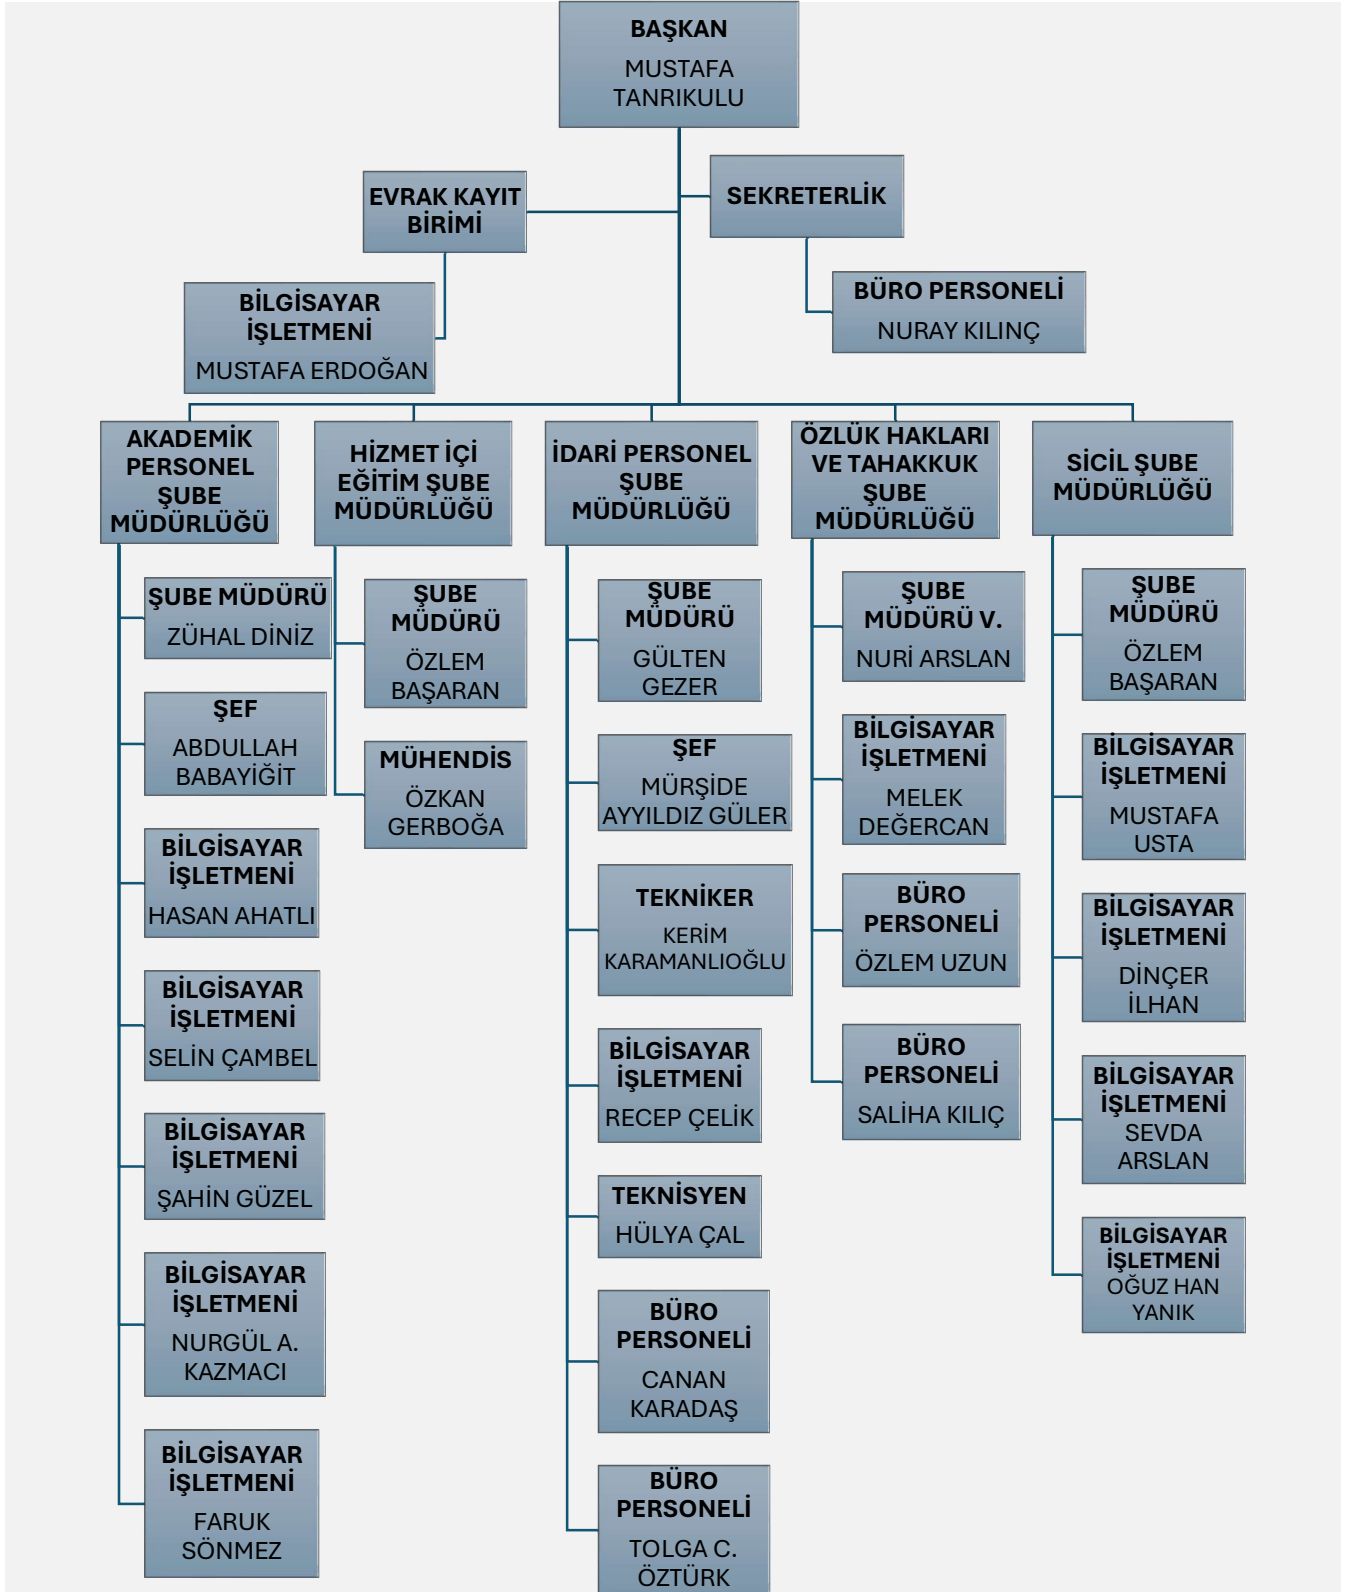 BAŞKAN
MUSTAFA
TANRIKULU
EVRAK KAYIT
BİRİMİ
SEKRETERLİK
BİLGİSAYAR
İŞLETMENİ
MUSTAFA ERDOĞAN
BÜRO PERSONELİ
NURAY KILINÇ
AKADEMİK
PERSONEL
ŞUBE
MÜDÜRLÜĞÜ
ŞUBE MÜDÜRÜ
ZÜHAL DİNİZ
ŞEF
ABDULLAH
BABAYİĞİT
BİLGİSAYAR
İŞLETMENİ
HASAN AHATLI
BİLGİSAYAR
İŞLETMENİ
SELİN ÇAMBEL
BİLGİSAYAR
İŞLETMENİ
ŞAHİN GÜZEL
BİLGİSAYAR
İŞLETMENİ
NURGÜL A.
KAZMACI
BİLGİSAYAR
İŞLETMENİ
FARUK
SÖNMEZ
HİZMET İÇİ
EĞİTİM ŞUBE
MÜDÜRLÜĞÜ
ŞUBE
MÜDÜRÜ
ÖZLEM
BAŞARAN
MÜHENDİS
ÖZKAN
GERBOĞA
İDARİ PERSONEL
ŞUBE
MÜDÜRLÜĞÜ
ŞUBE
MÜDÜRÜ
GÜLTEN
GEZER
ŞEF
MÜRŞİDE
AYYILDIZ GÜLER
TEKNİKER
KERİM
KARAMANLIOĞLU
BİLGİSAYAR
İŞLETMENİ
RECEP ÇELİK
TEKNİSYEN
HÜLYA ÇAL
BÜRO
PERSONELİ
CANAN
KARADAŞ
BÜRO
PERSONELİ
TOLGA C.
ÖZTÜRK
ÖZLÜK HAKLARI
VE TAHAKKUK
ŞUBE
MÜDÜRLÜĞÜ
ŞUBE
MÜDÜRÜ V.
NURİ ARSLAN
BİLGİSAYAR
İŞLETMENİ
MELEK
DEĞERCAN
BÜRO
PERSONELİ
ÖZLEM UZUN
BÜRO
PERSONELİ
SALİHA KILIÇ
SİCİL ŞUBE
MÜDÜRLÜĞÜ
ŞUBE
MÜDÜRÜ
ÖZLEM
BAŞARAN
BİLGİSAYAR
İŞLETMENİ
MUSTAFA
USTA
BİLGİSAYAR
İŞLETMENİ
DİNÇER
İLHAN
BİLGİSAYAR
İŞLETMENİ
SEVDA
ARSLAN
BİLGİSAYAR
İŞLETMENİ
OĞUZ HAN
YANIK